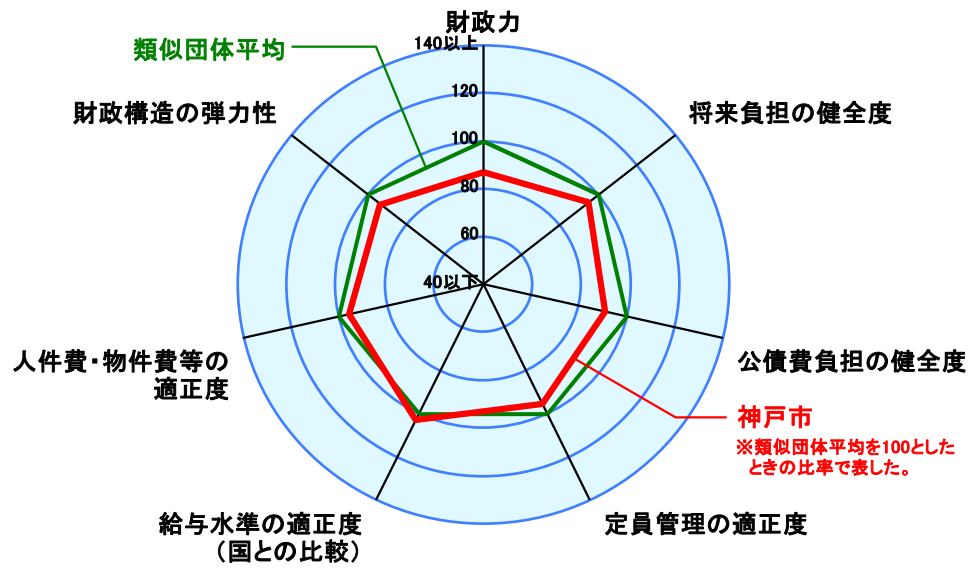 財政力
140以上
類似団体平均
財政構造の弾力性
将来負担の健全度
120
100
80
60
40以下
人件費・物件費等の
適正度
公債費負担の健全度
神戸市
※類似団体平均を100とした
ときの比率で表した。
給与水準の適正度
（国との比較）
定員管理の適正度